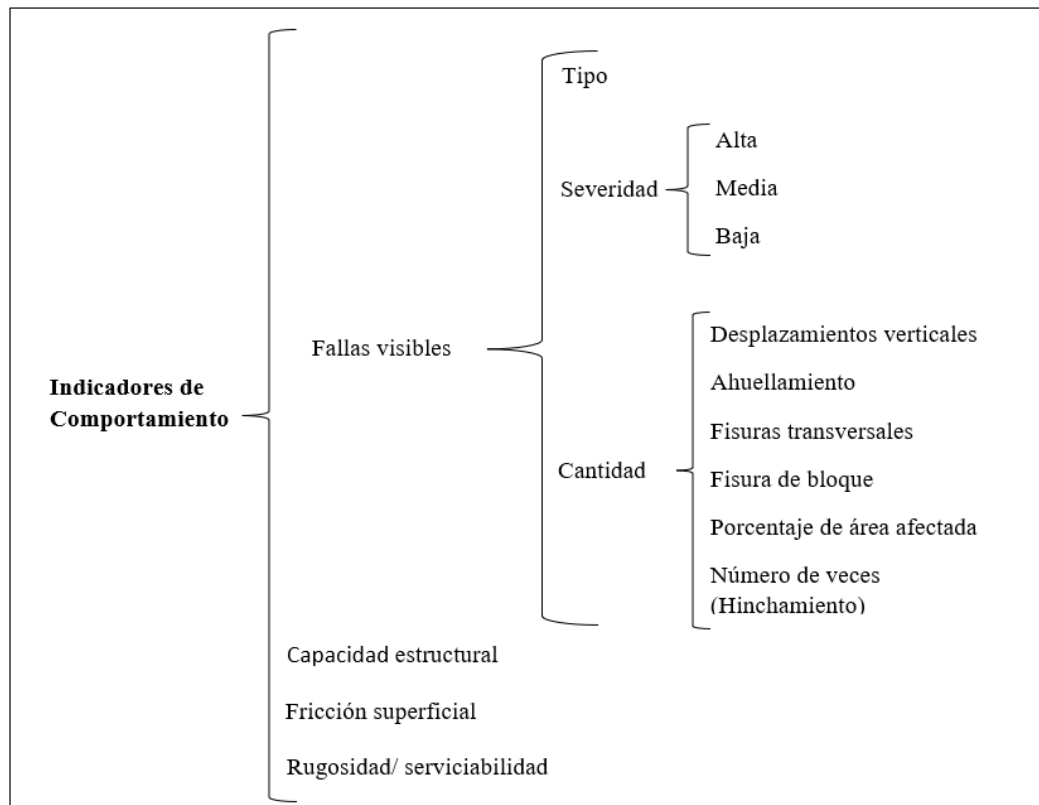 Indicadores de
Comportamiento
Fallas visibles
Tipo
Severidad
Alta
Media
Baja
Cantidad
Desplazamientos verticales
Ahuellamiento
Fisuras transversales
Fisura de bloque
Porcentaje de área afectada
Número de veces
(Hinchamiento)
Capacidad estructural
Fricción superficial
Rugosidad/ serviciabilidad